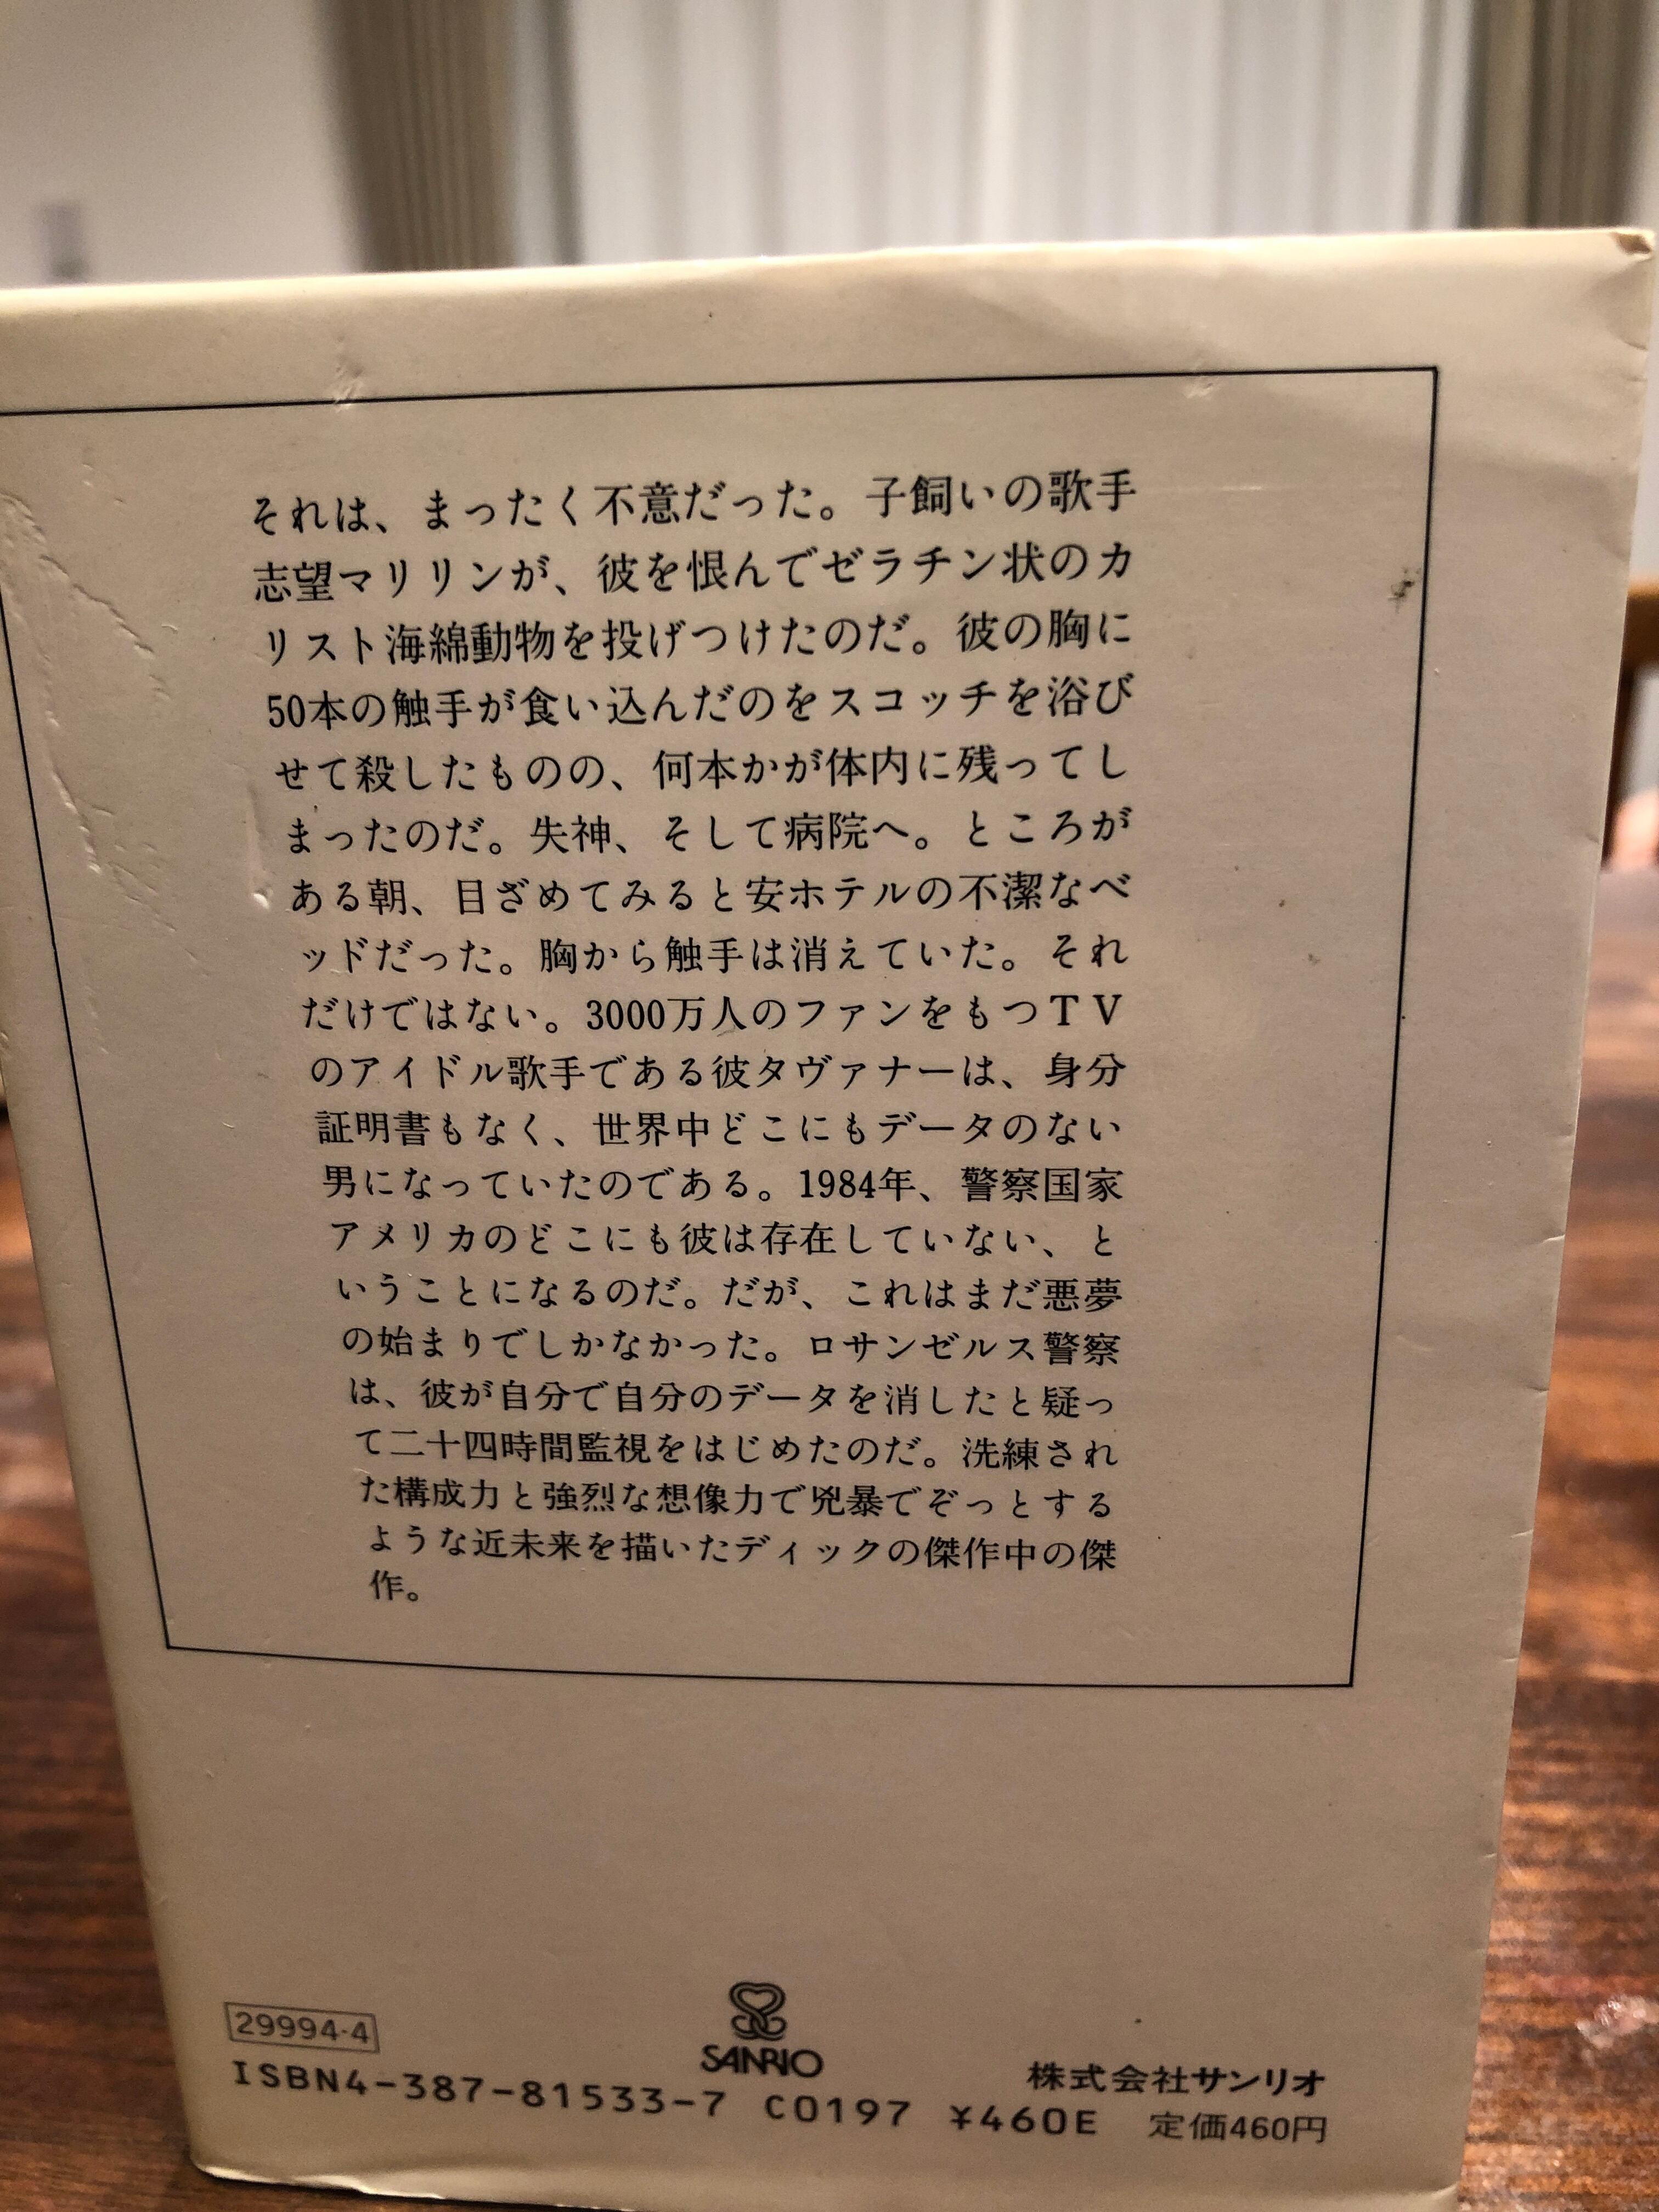 それは、まったく不意だった。子飼いの歌手
志望マリリンが、彼を恨んでゼラチン状のカ
リスト海綿動物を投げつけたのだ。彼の胸に
50本の触手が食い込んだのをスコッチを浴び
せて殺したものの、何本かが体内に残ってし
まったのだ。失神、そして病院へ。ところが
ある朝、目ざめてみると安ホテルの不潔なベ
ッドだった。胸から触手は消えていた。それ
だけではない。3000万人のファンをもつTV
のアイドル歌手である彼タヴァナーは、身分
証明書もなく、世界中どこにもデータのない
男になっていたのである。1984年、警察国家
アメリカのどこにも彼は存在していない、と
いうことになるのだ。だが、これはまだ悪夢
の始まりでしかなかった。ロサンゼルス警察
は、彼が自分で自分のデータを消したと疑っ
て二十四時間監視をはじめたのだ。洗練され
た構成力と強烈な想像力で兇暴でぞっとする
ような近未来を描いたディックの傑作中の傑
作。
29994-4
SANRIO
株式会社サンリオ
ISBN4-387-81533-7 C0197 ¥460E 定価460円